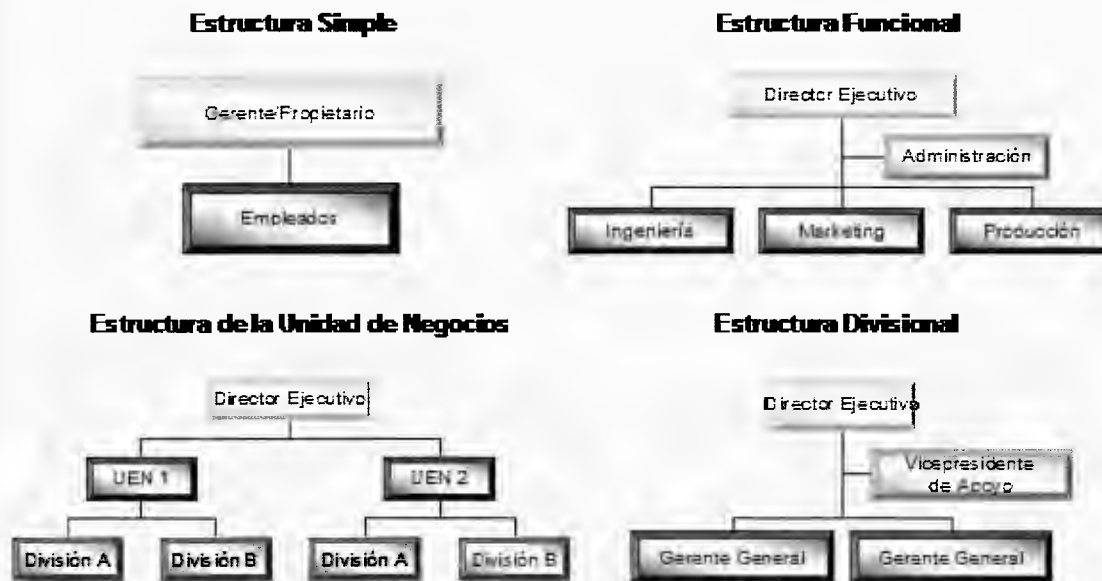 Estructura Simple
Gerente/Propietario
Empleados
Estructura Funcional
Director Ejecutivo
Administración
Ingeniería
Marketing
Producción
Estructura de la Unidad de Negocios
Director Ejecutivo
UEN 1
UEN 2
División A
División B
División A
División B
Estructura Divisional
Director Ejecutivo
Vicepresidente
de Apoyo
Gerente General
Gerente General